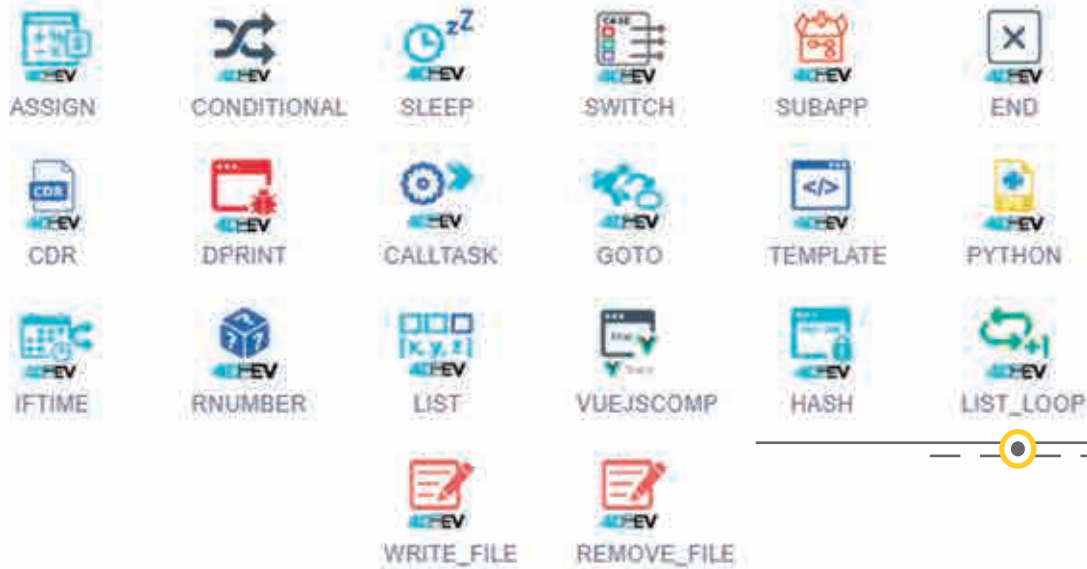 ASSIGN CONDITIONAL SLEEP SWITCH SUBAPP END
CDR DPRINT CALLTASK GOTO TEMPLATE PYTHON
IFTIME RNUMBER LIST VUEJSCOMP HASH LIST_LOOP
WRITE_FILE REMOVE_FILE